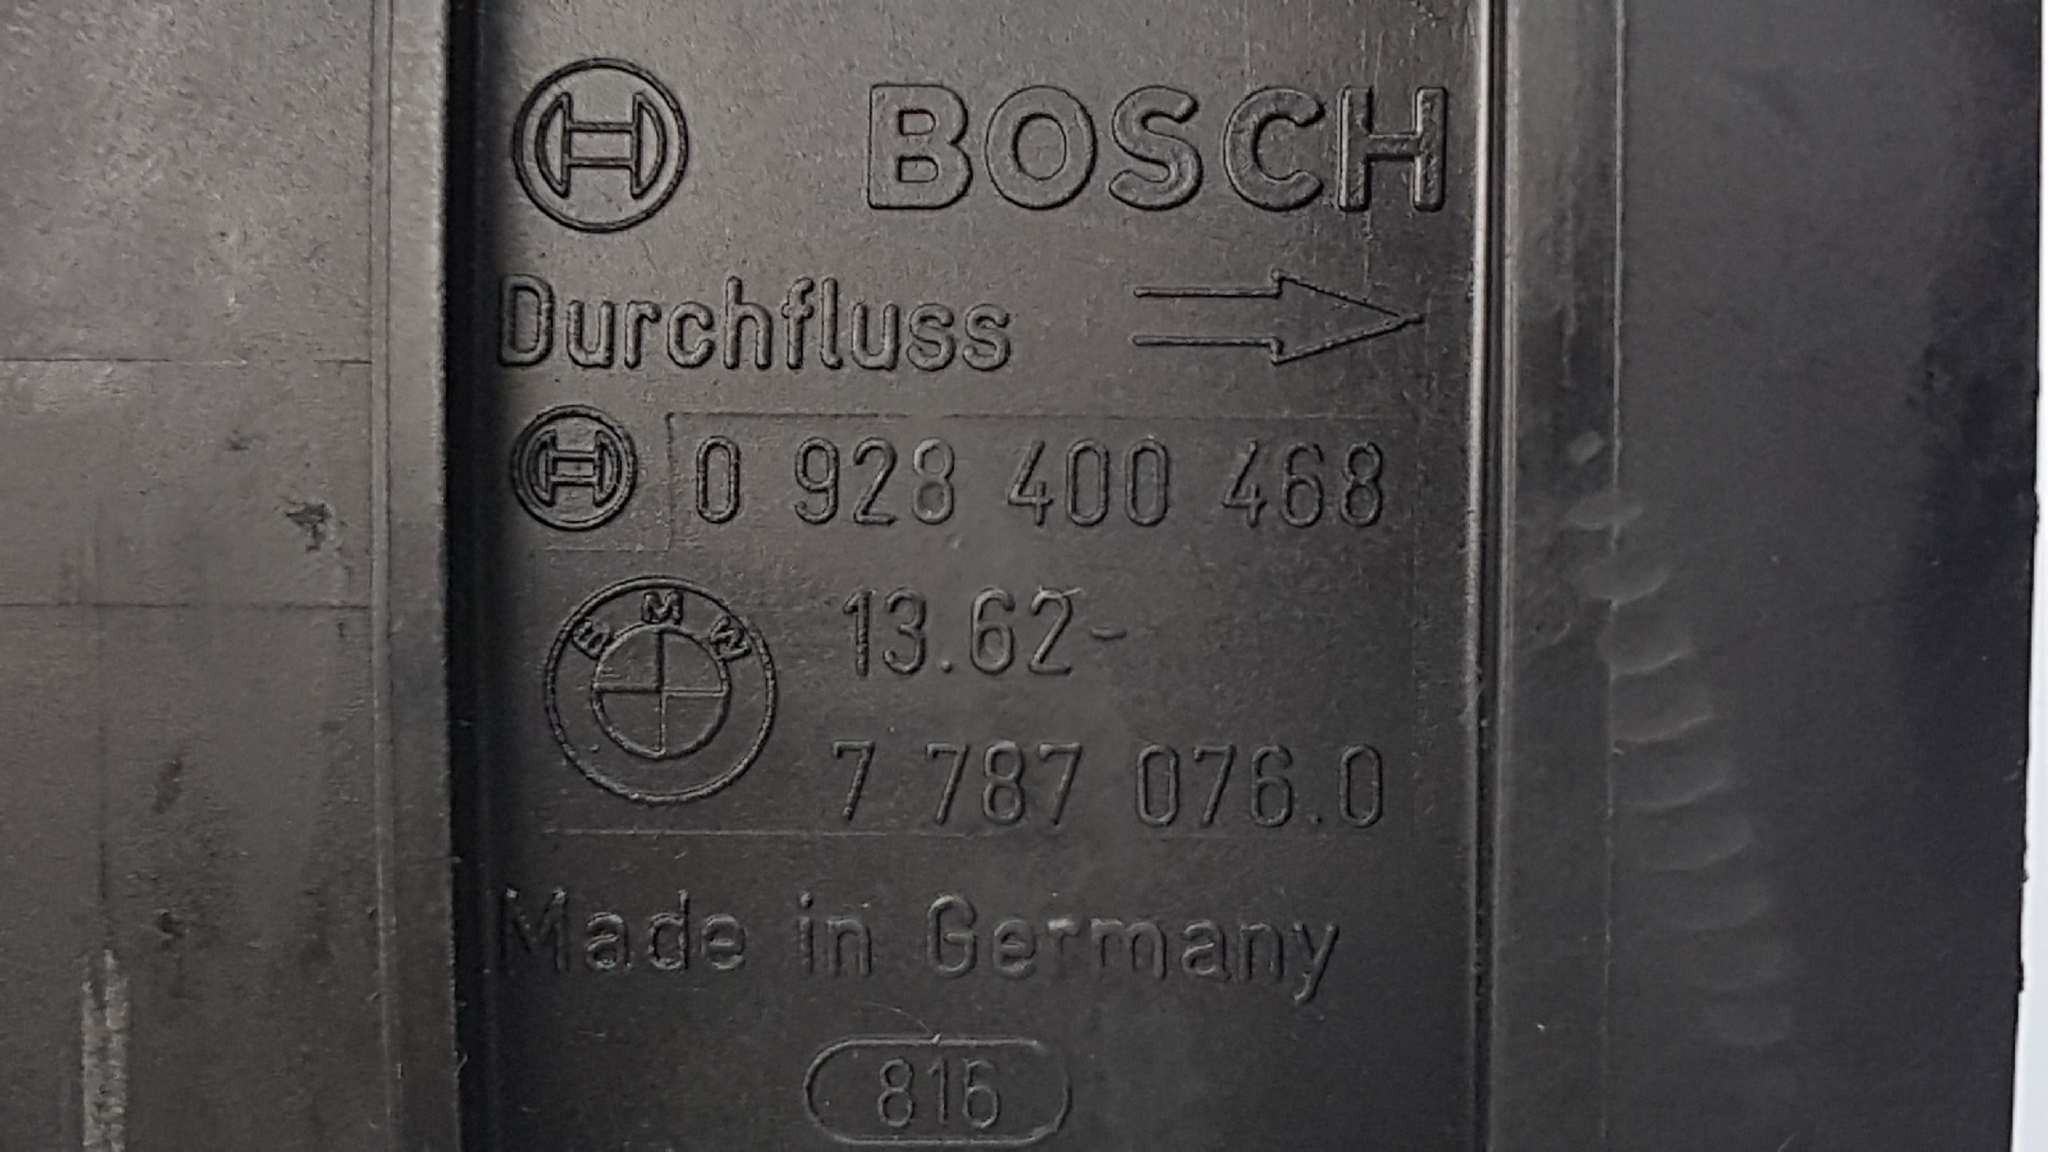 BOSCH
Durchfluss
0 928 400 468
BMW
13.62-
7 787 076.0
Made in Germany
816